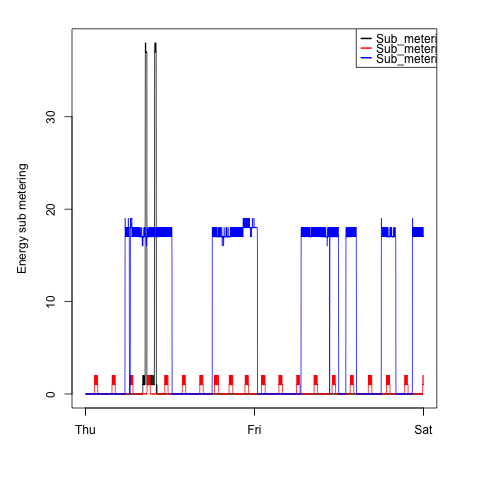 Sub_meteri
Sub_meteri
Sub_meteri
Energy sub metering
30
20
10
0
Thu Fri Sat